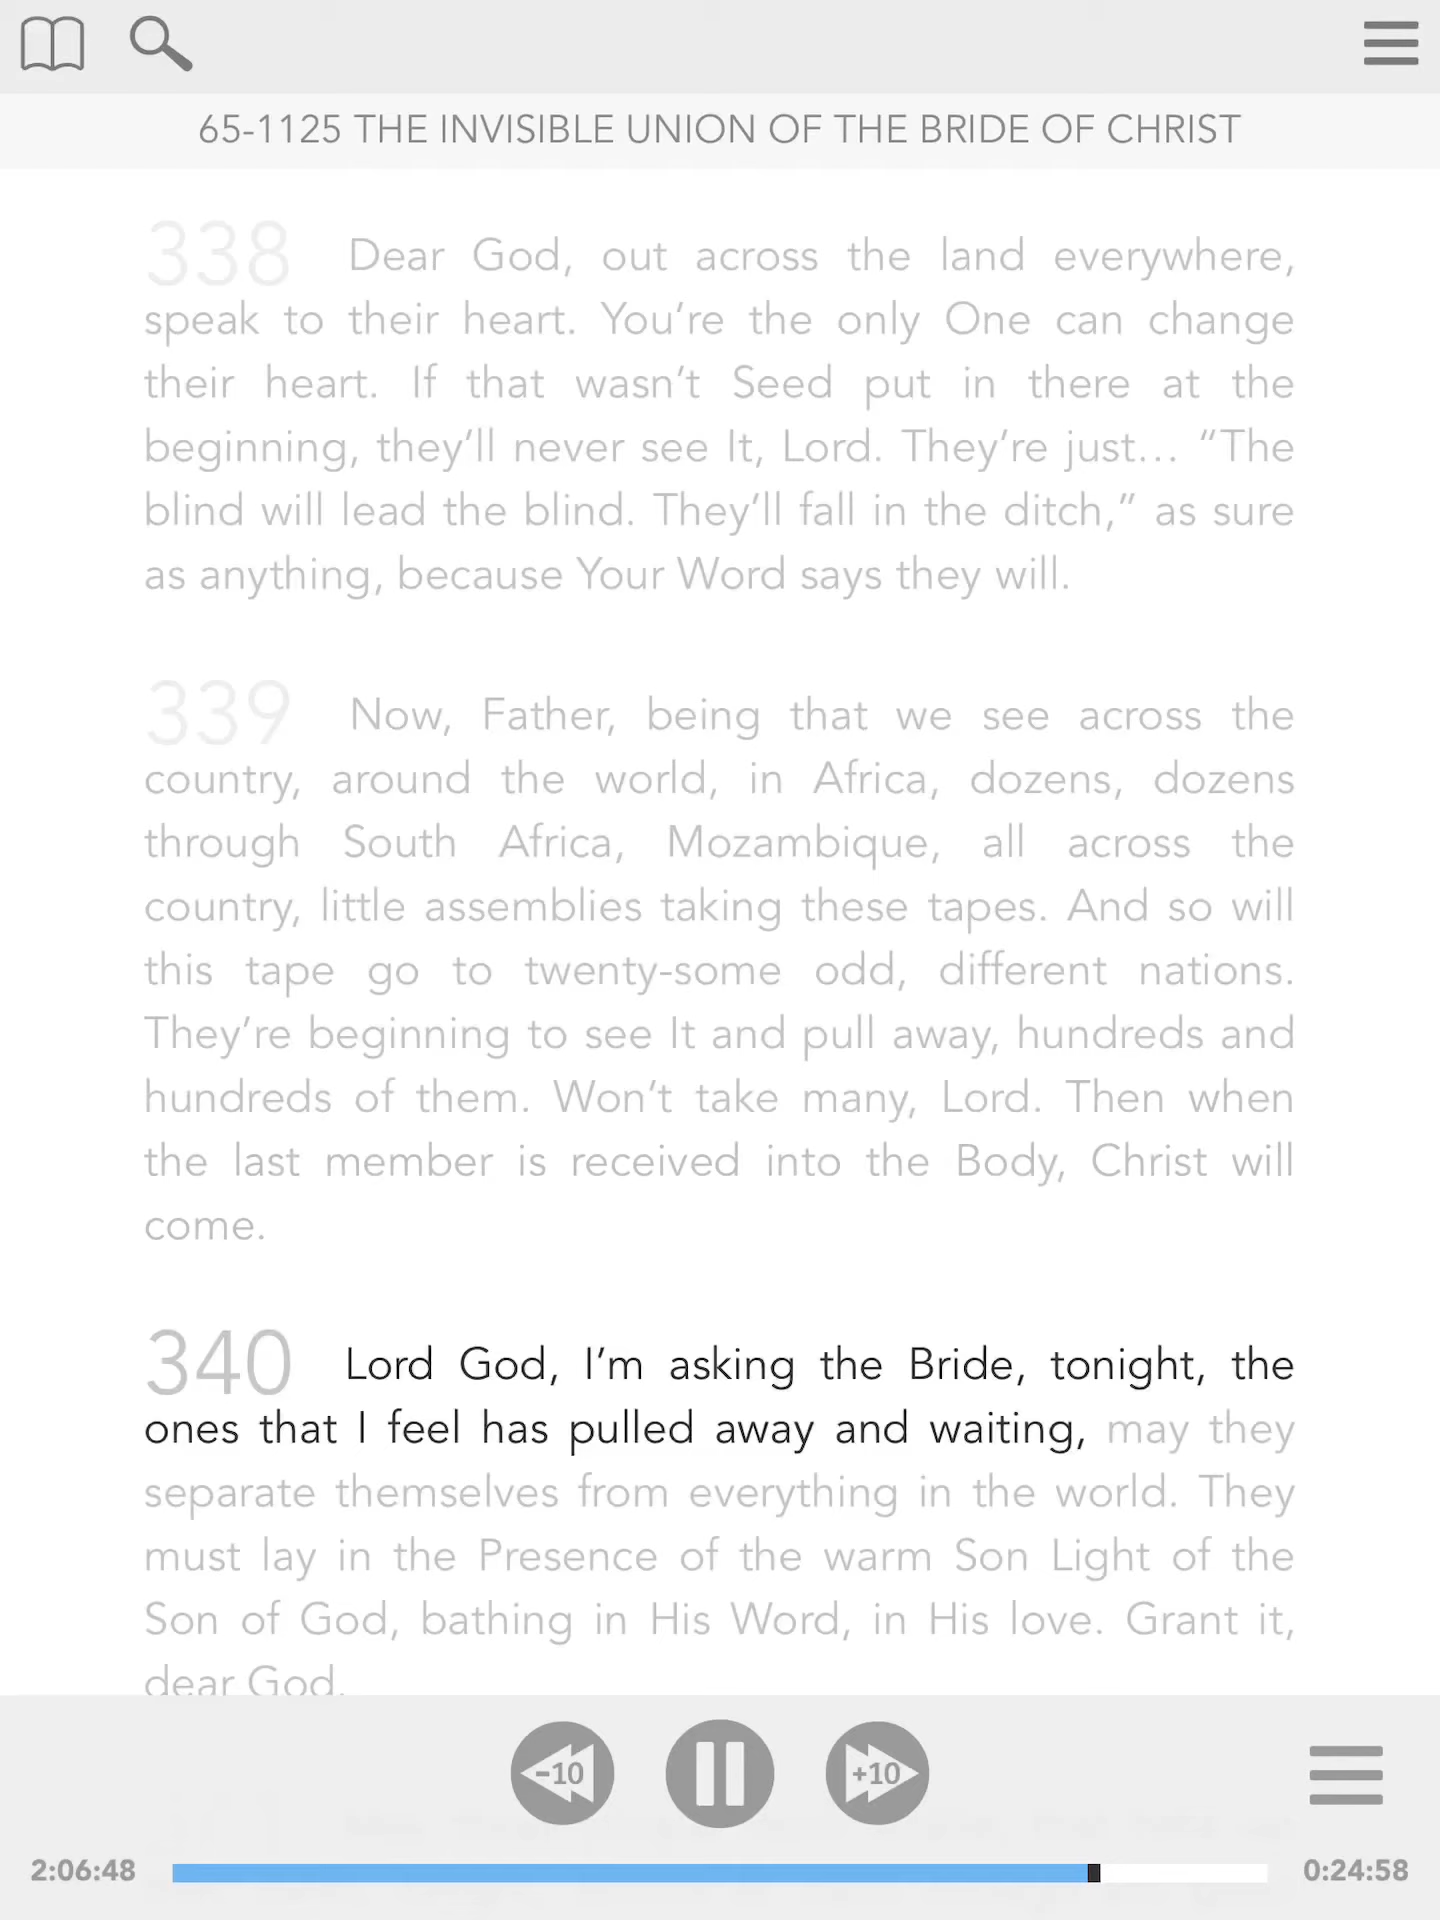 65-1125 THE INVISIBLE UNION OF THE BRIDE OF CHRIST
338 Dear God, out across the land everywhere,
speak to their heart. You’re the only One can change
their heart. If that wasn’t Seed put in there at the
beginning, they’ll never see It, Lord. They’re just… “The
blind will lead the blind. They’ll fall in the ditch,” as sure
as anything, because Your Word says they will.
339 Now, Father, being that we see across the
country, around the world, in Africa, dozens, dozens
through South Africa, Mozambique, all across the
country, little assemblies taking these tapes. And so will
this tape go to twenty-some odd, different nations.
They’re beginning to see It and pull away, hundreds and
hundreds of them. Won’t take many, Lord. Then when
the last member is received into the Body, Christ will
come.
340 Lord God, I’m asking the Bride, tonight, the
ones that I feel has pulled away and waiting, may they
separate themselves from everything in the world. They
must lay in the Presence of the warm Son Light of the
Son of God, bathing in His Word, in His love. Grant it,
dear God.
-10 +10
2:06:48 0:24:58